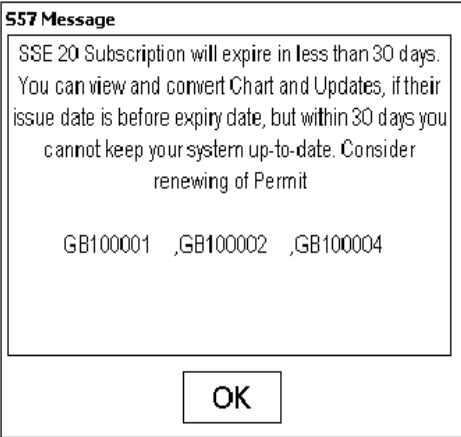 S57 Message
SSE 20 Subscription will expire in less than 30 days.
You can view and convert Chart and Updates, if their
issue date is before expiry date, but within 30 days you
cannot keep your system up-to-date. Consider
renewing of Permit
GB100001 ,GB100002 ,GB100004
OK